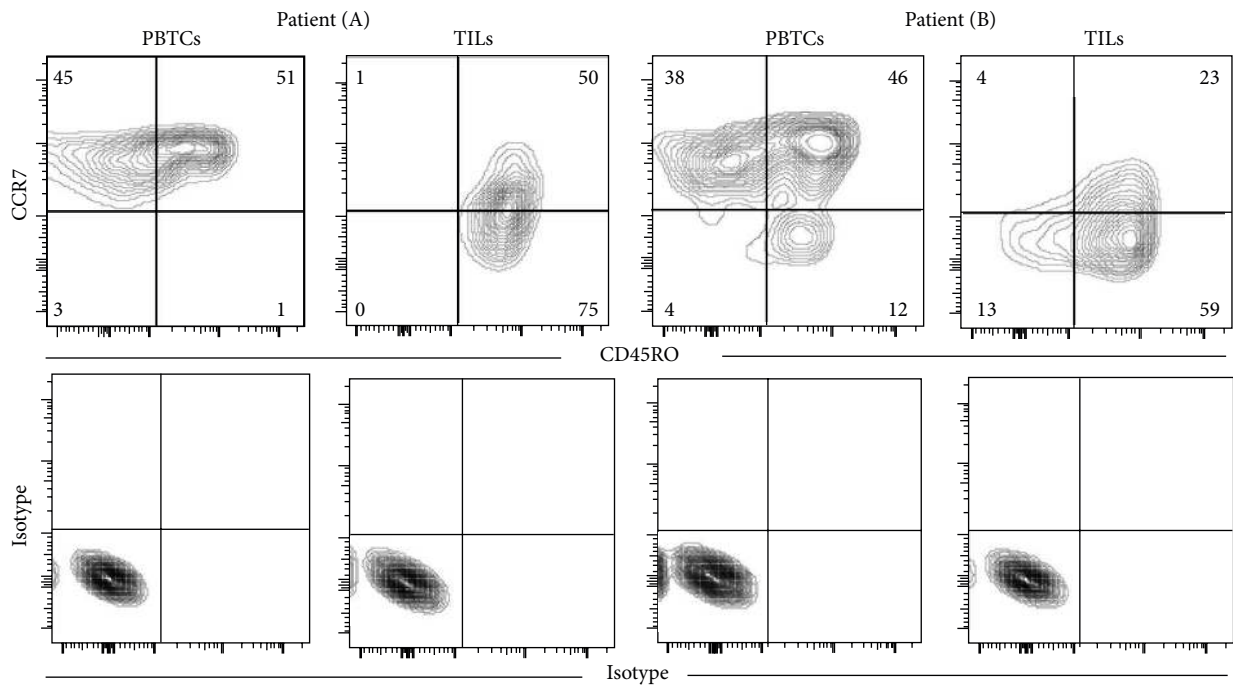 Patient (A) Patient (B)
PBTCs TILs PBTCs TILs
45 51 1 50 38 46 4 23
CCR7
3 1 0 75 4 12 13 59
CD45RO
Isotype
Isotype